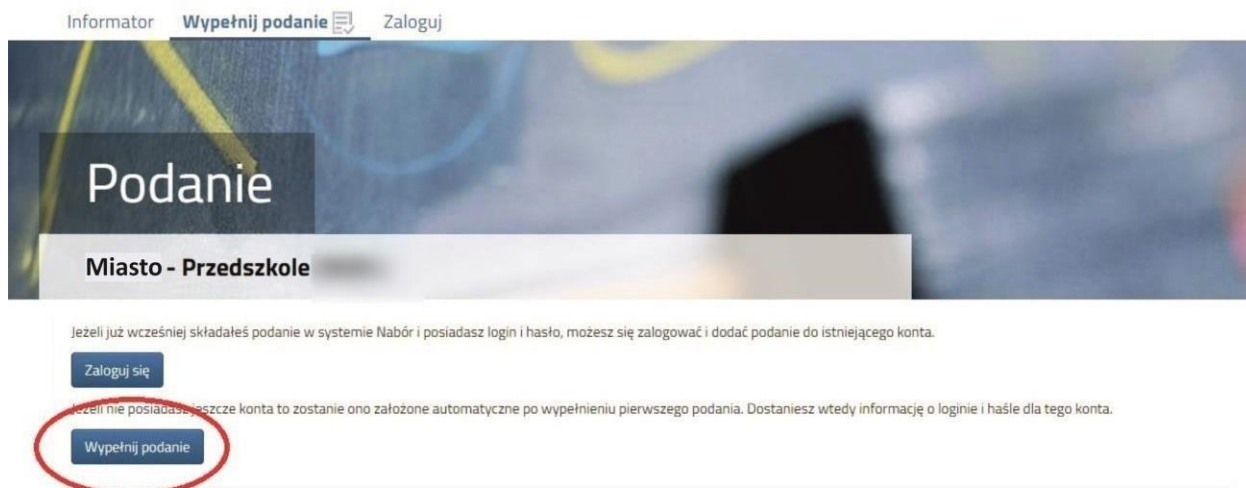 Informator Wypełnij podanie Zaloguj
Podanie
Miasto - Przedszkole
Jeżeli już wcześniej składałeś podanie w systemie Nabór i posiadasz login i hasło, możesz się zalogować i dodać podanie do istniejącego konta.
Zaloguj się
Jeżeli nie posiadasz jeszcze konta to zostanie ono założone automatyczne po wypełnieniu pierwszego podania. Dostaniesz wtedy informację o loginie i haśle dla tego konta.
Wypełnij podanie